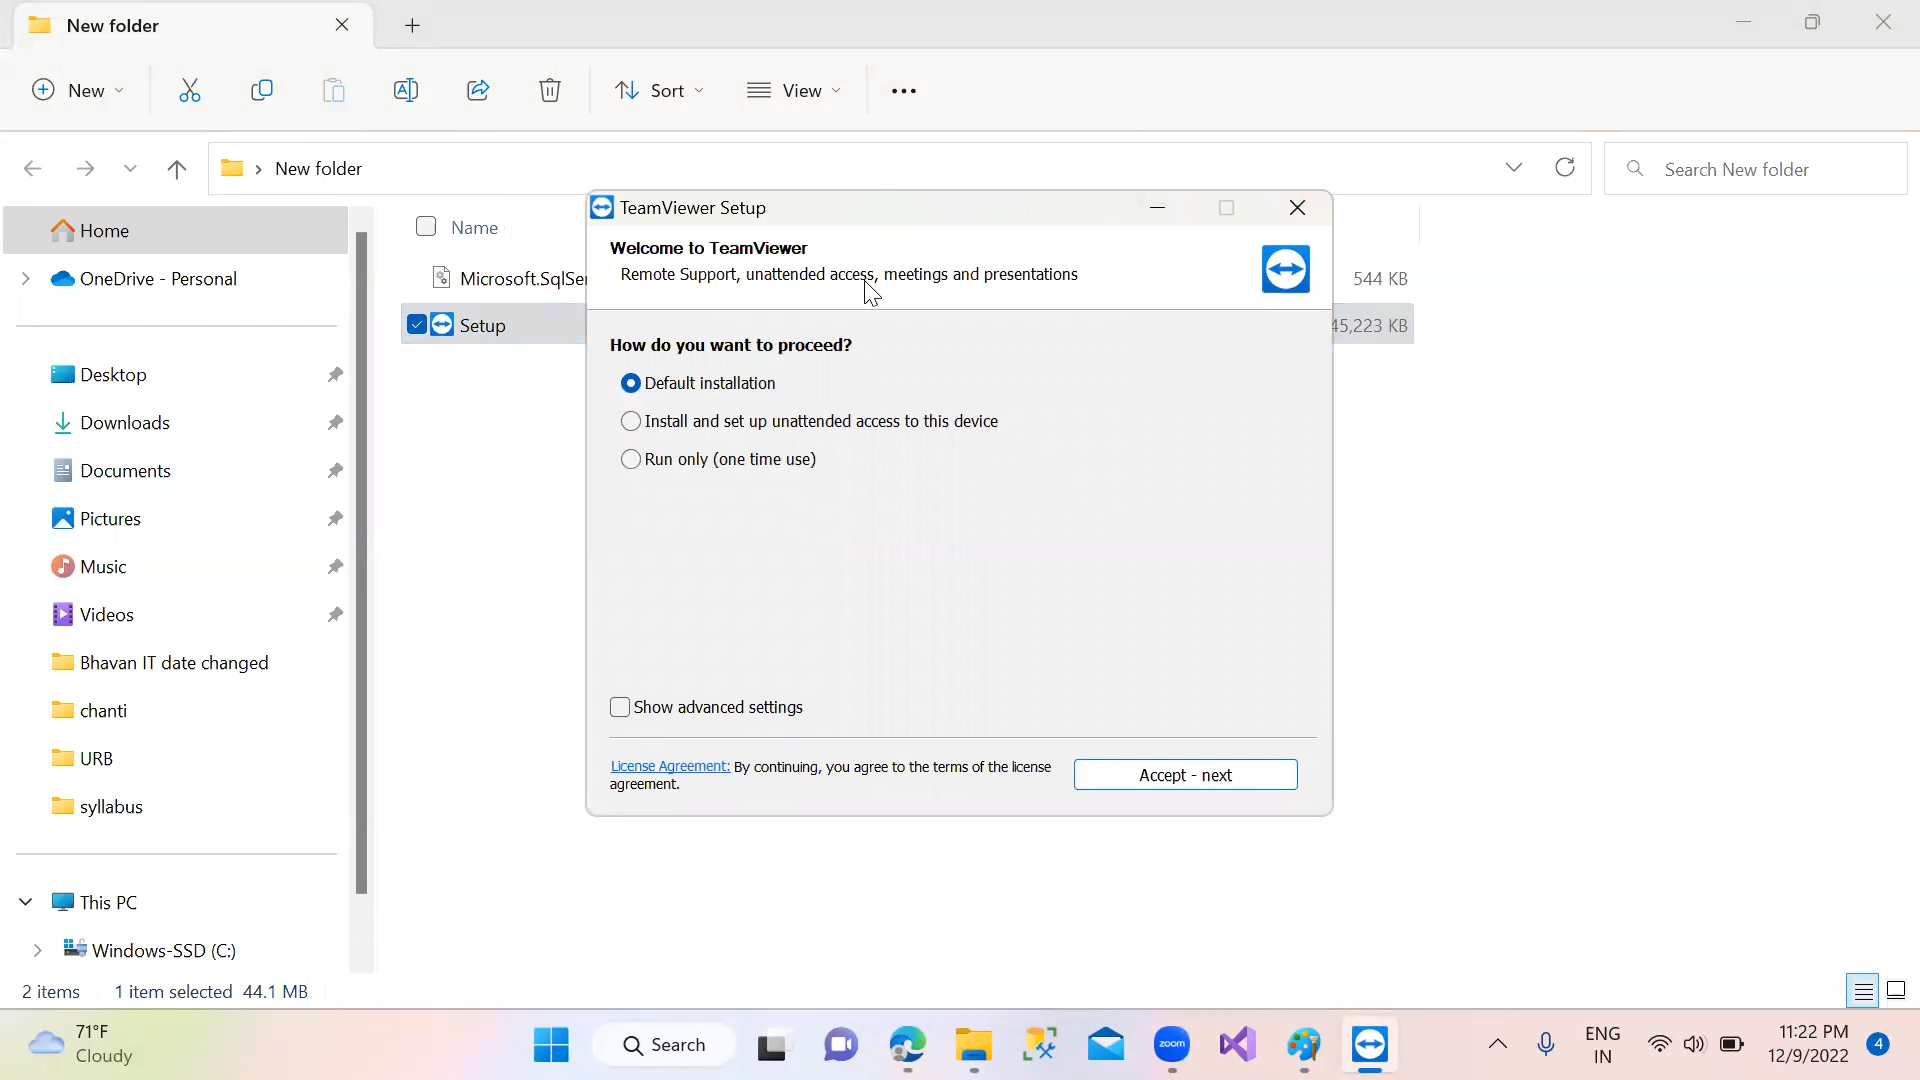 New folder
New
Sort
View
New folder
Search New folder
Home
OneDrive - Personal
Desktop
Downloads
Documents
Pictures
Music
Videos
Bhavan IT date changed
chanti
URB
syllabus
This PC
Windows-SSD (C:)
Name
Microsoft.SqlSer
544 KB
Setup
45,223 KB
TeamViewer Setup
Welcome to TeamViewer
Remote Support, unattended access, meetings and presentations
How do you want to proceed?
Default installation
Install and set up unattended access to this device
Run only (one time use)
Show advanced settings
License Agreement: By continuing, you agree to the terms of the license
agreement.
Accept - next
2 items 1 item selected 44.1 MB
71°F
Cloudy
Search
zoom
ENG
IN
11:22 PM
12/9/2022
4